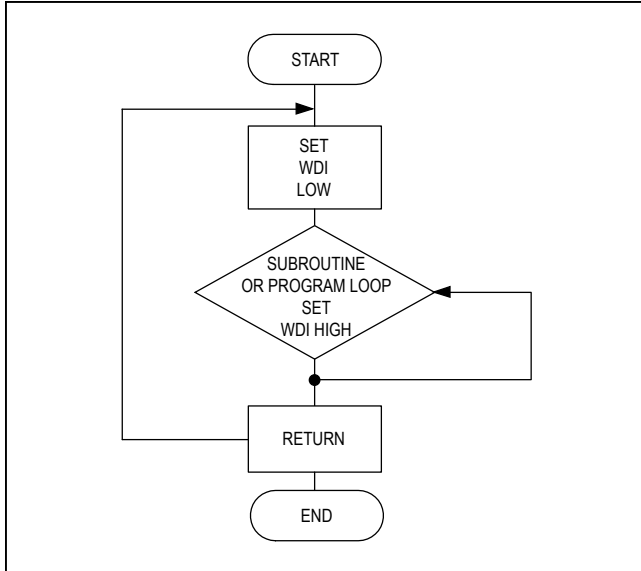 START
SET
WDI
LOW
SUBROUTINE
OR PROGRAM LOOP
SET
WDI HIGH
RETURN
END